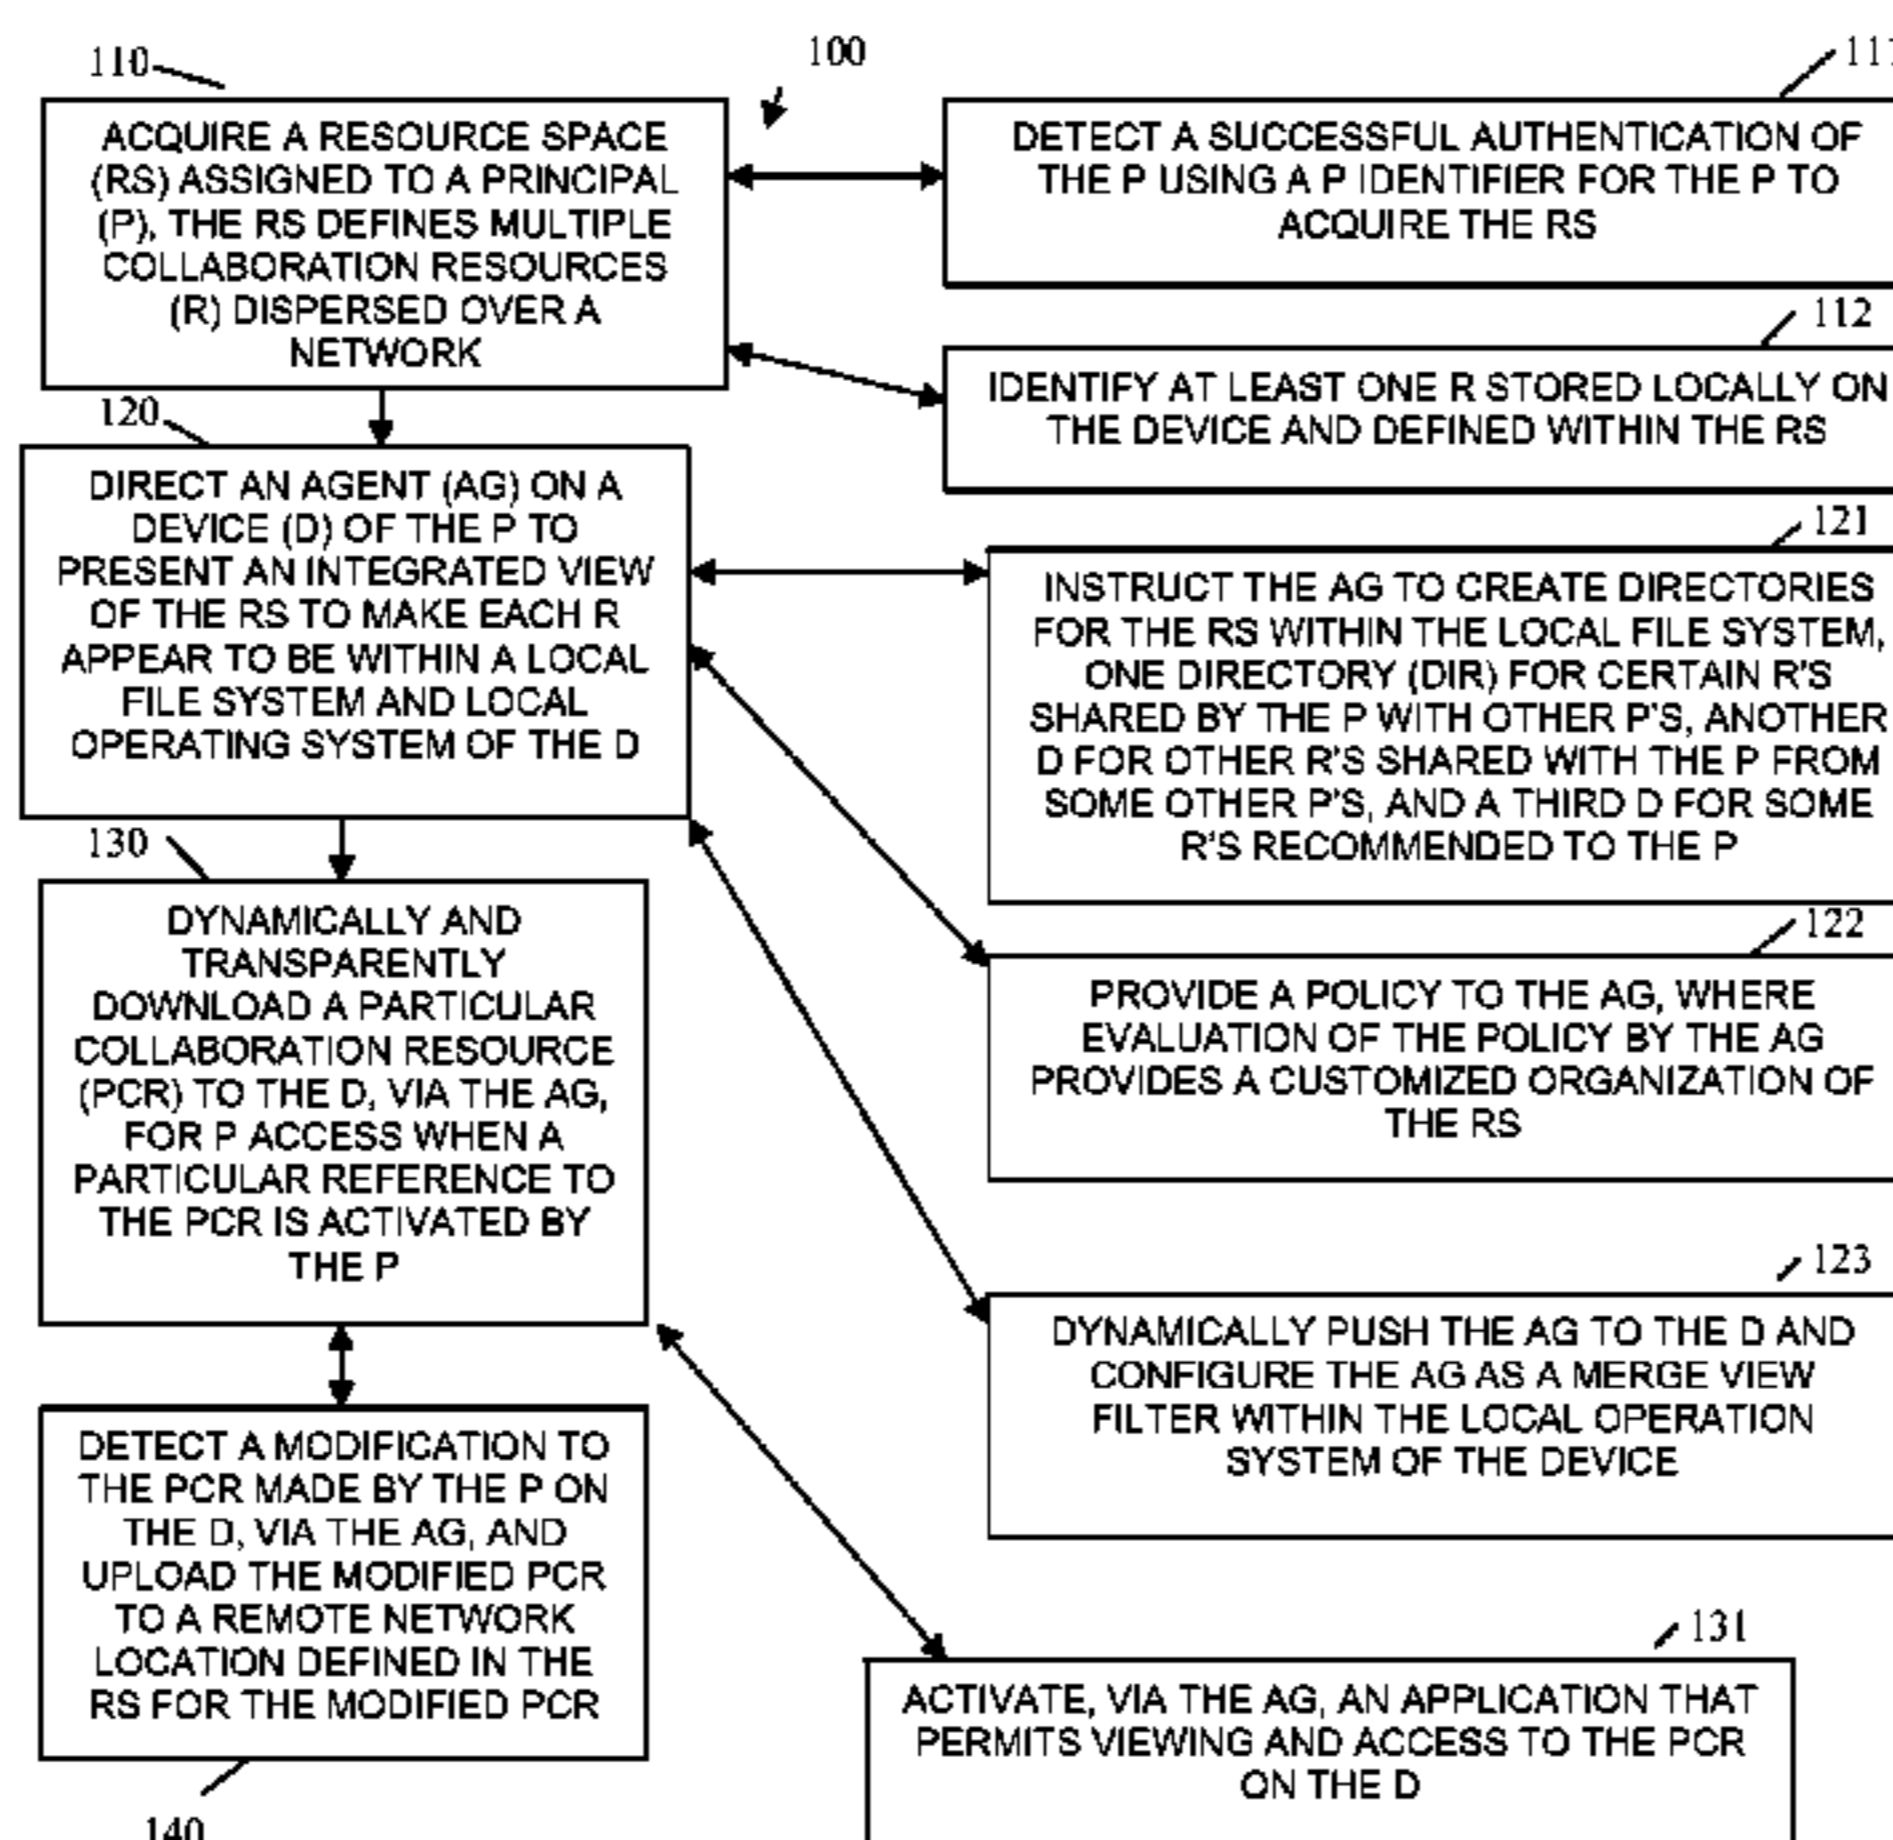 100
110
ACQUIRE A RESOURCE SPACE
(RS) ASSIGNED TO A PRINCIPAL
(P), THE RS DEFINES MULTIPLE
COLLABORATION RESOURCES
(R) DISPERSED OVER A
NETWORK
111
DETECT A SUCCESSFUL AUTHENTICATION OF
THE P USING A P IDENTIFIER FOR THE P TO
ACQUIRE THE RS
112
IDENTIFY AT LEAST ONE R STORED LOCALLY ON
THE DEVICE AND DEFINED WITHIN THE RS
120
DIRECT AN AGENT (AG) ON A
DEVICE (D) OF THE P TO
PRESENT AN INTEGRATED VIEW
OF THE RS TO MAKE EACH R
APPEAR TO BE WITHIN A LOCAL
FILE SYSTEM AND LOCAL
OPERATING SYSTEM OF THE D
121
INSTRUCT THE AG TO CREATE DIRECTORIES
FOR THE RS WITHIN THE LOCAL FILE SYSTEM,
ONE DIRECTORY (DIR) FOR CERTAIN R'S
SHARED BY THE P WITH OTHER P'S, ANOTHER
D FOR OTHER R'S SHARED WITH THE P FROM
SOME OTHER P'S, AND A THIRD D FOR SOME
R'S RECOMMENDED TO THE P
122
PROVIDE A POLICY TO THE AG, WHERE
EVALUATION OF THE POLICY BY THE AG
PROVIDES A CUSTOMIZED ORGANIZATION OF
THE RS
123
DYNAMICALLY PUSH THE AG TO THE D AND
CONFIGURE THE AG AS A MERGE VIEW
FILTER WITHIN THE LOCAL OPERATION
SYSTEM OF THE DEVICE
130
DYNAMICALLY AND
TRANSPARENTLY
DOWNLOAD A PARTICULAR
COLLABORATION RESOURCE
(PCR) TO THE D, VIA THE AG,
FOR P ACCESS WHEN A
PARTICULAR REFERENCE TO
THE PCR IS ACTIVATED BY
THE P
131
ACTIVATE, VIA THE AG, AN APPLICATION THAT
PERMITS VIEWING AND ACCESS TO THE PCR
ON THE D
DETECT A MODIFICATION TO
THE PCR MADE BY THE P ON
THE D, VIA THE AG, AND
UPLOAD THE MODIFIED PCR
TO A REMOTE NETWORK
LOCATION DEFINED IN THE
RS FOR THE MODIFIED PCR
140